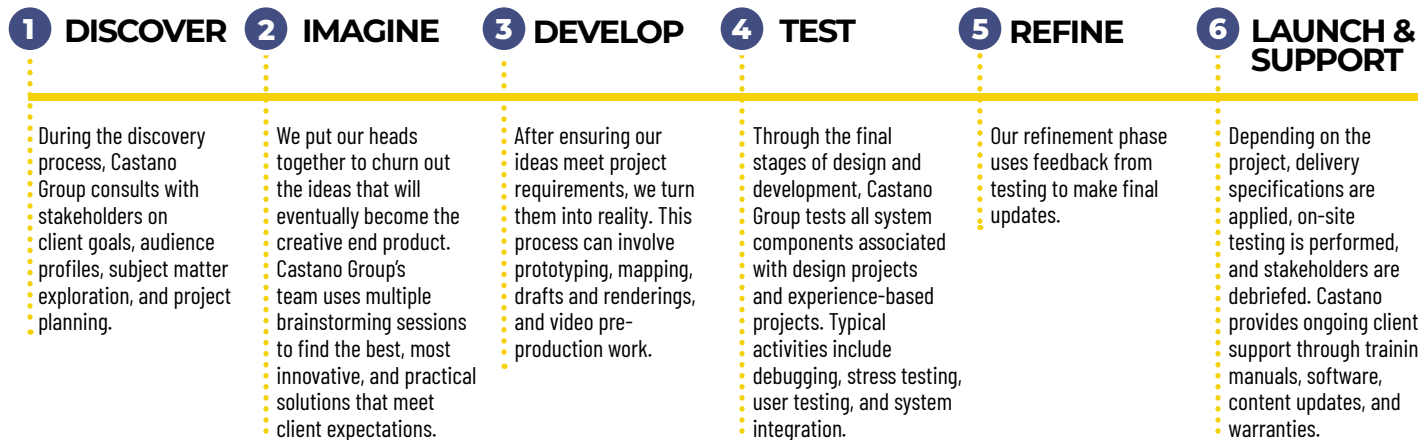 1 DISCOVER
During the discovery
process, Castano
Group consults with
stakeholders on
client goals, audience
profiles, subject matter
exploration, and project
planning.
2 IMAGINE
We put our heads
together to churn out
the ideas that will
eventually become the
creative end product.
Castano Group's
team uses multiple
brainstorming sessions
to find the best, most
innovative, and practical
solutions that meet
client expectations.
3 DEVELOP
After ensuring our
ideas meet project
requirements, we turn
them into reality. This
process can involve
prototyping, mapping,
drafts and renderings,
and video pre-
production work.
4 TEST
Through the final
stages of design and
development, Castano
Group tests all system
components associated
with design projects
and experience-based
projects. Typical
activities include
debugging, stress testing,
user testing, and system
integration.
5 REFINE
Our refinement phase
uses feedback from
testing to make final
updates.
6 LAUNCH &
SUPPORT
Depending on the
project, delivery
specifications are
applied, on-site
testing is performed,
and stakeholders are
debriefed. Castano
provides ongoing client
support through trainin
manuals, software,
content updates, and
warranties.